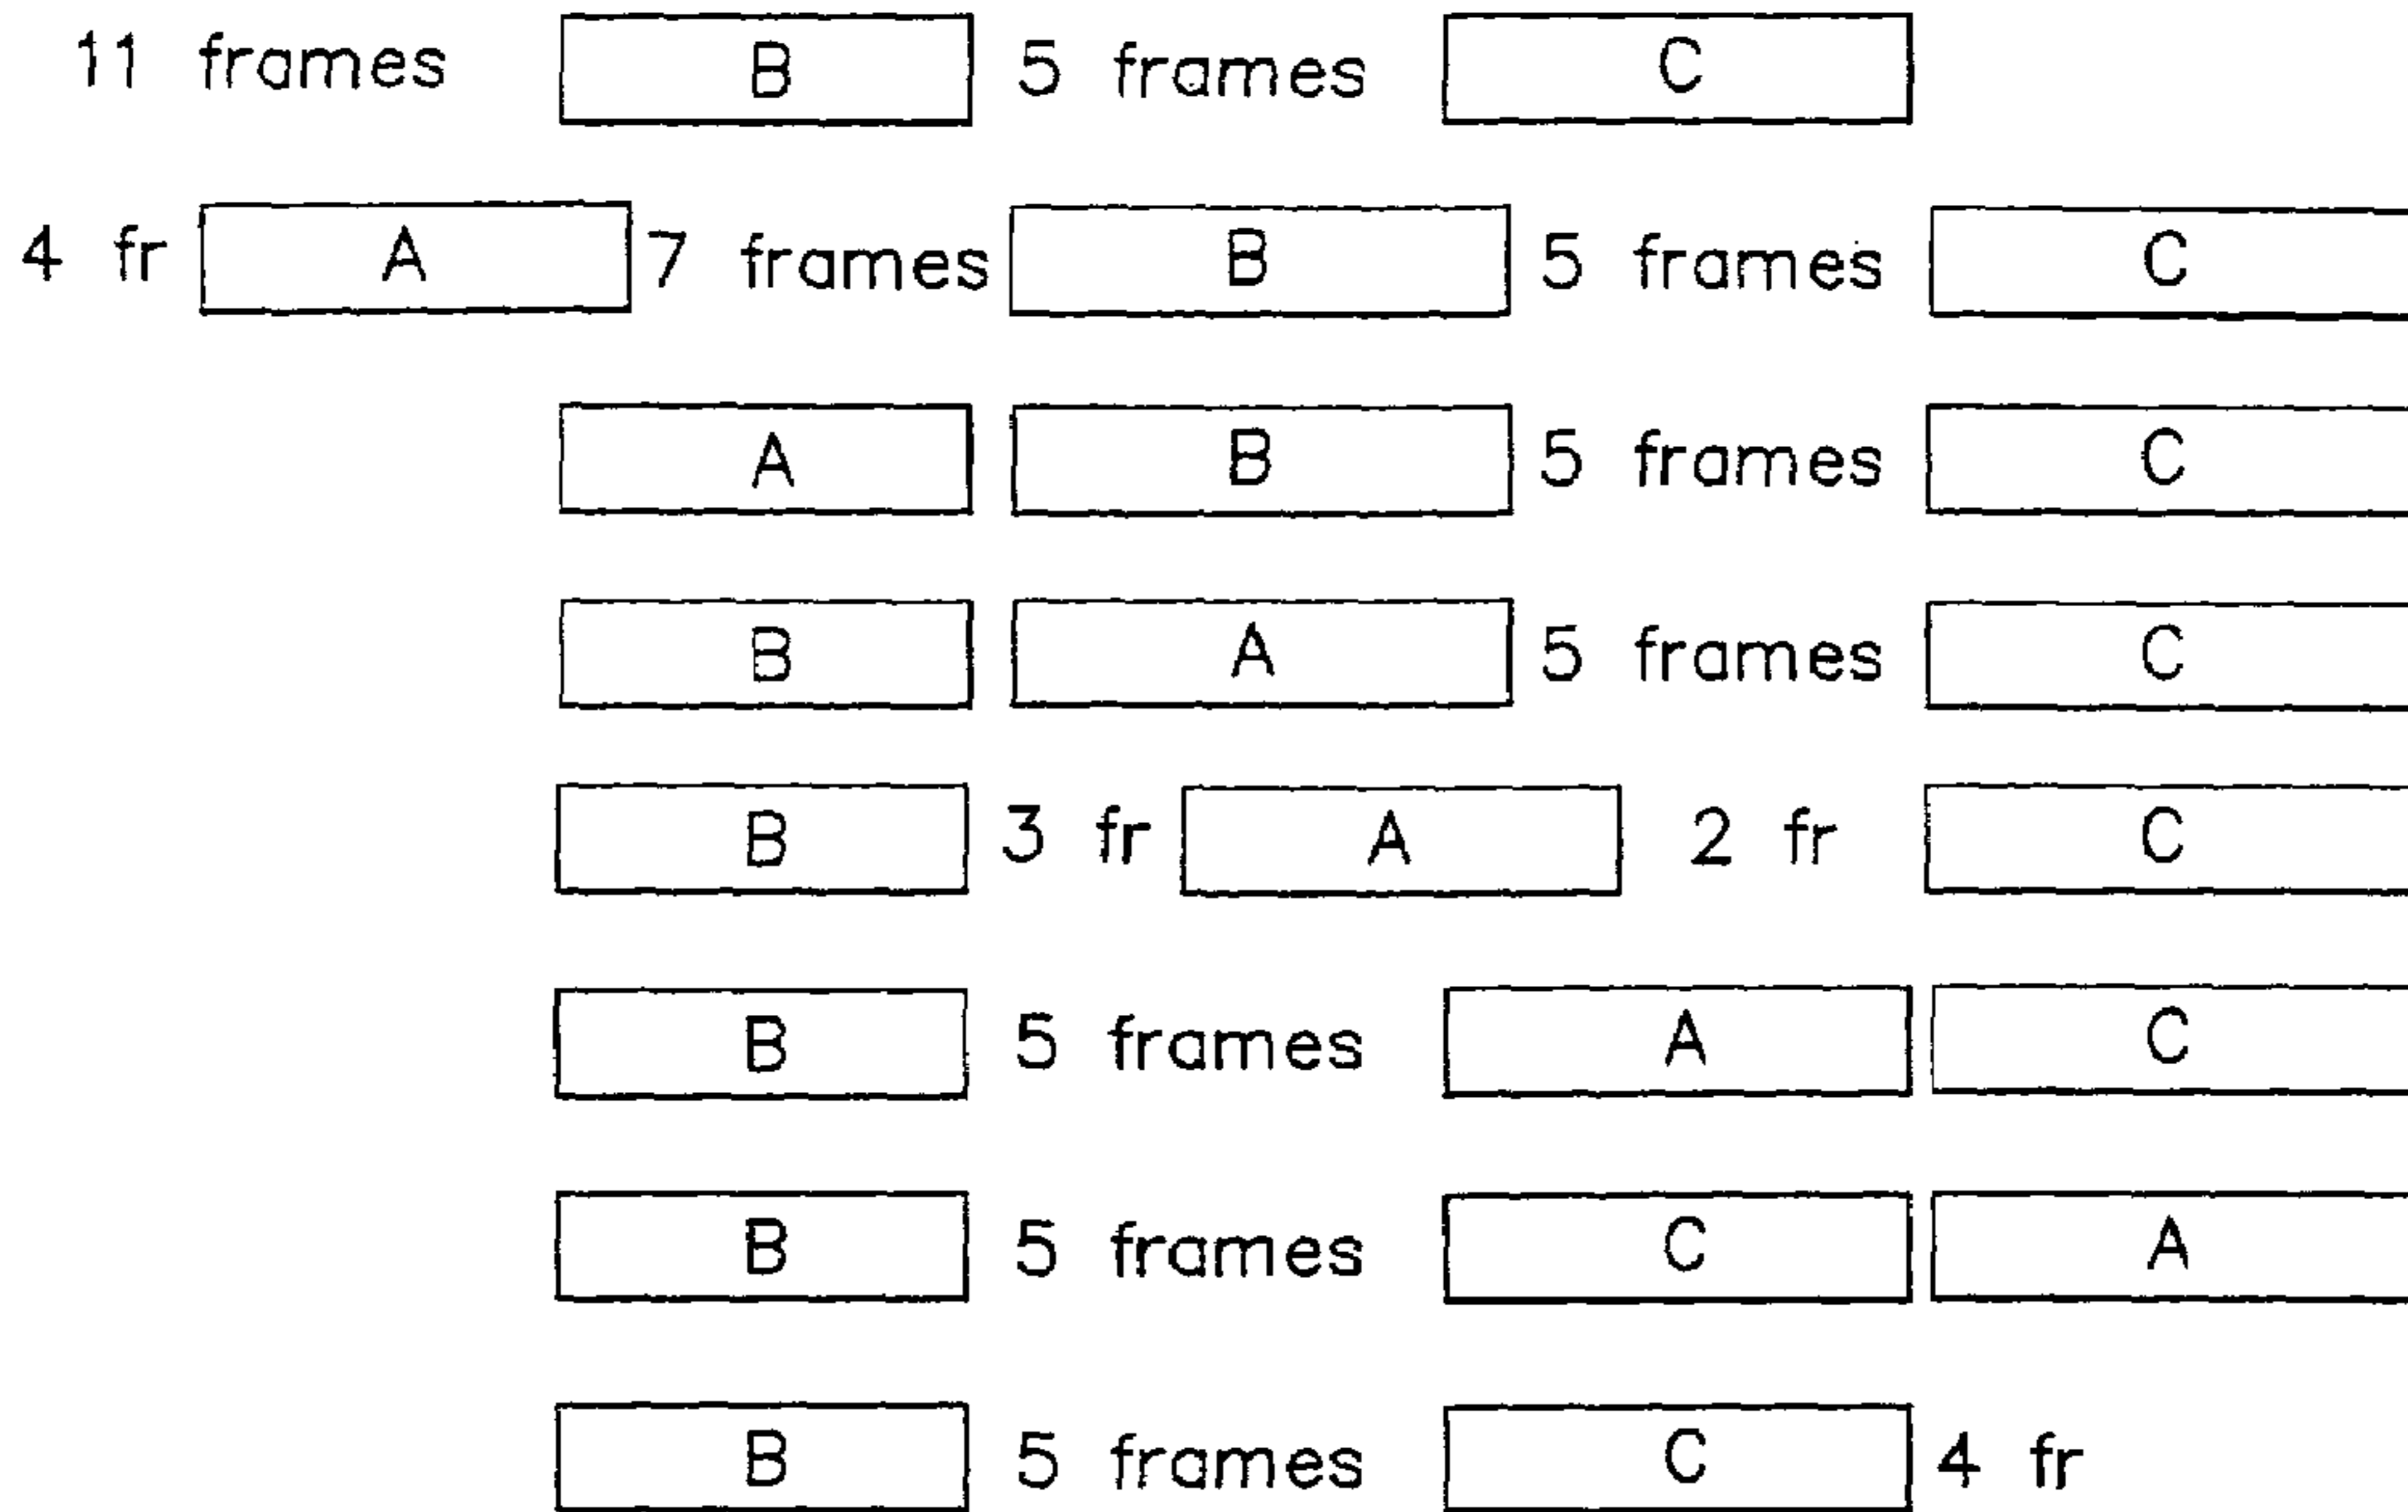 11 frames B 5 frames C
4 fr A 7 frames B 5 frames C
A B 5 frames C
B A 5 frames C
B 3 fr A 2 fr C
B 5 frames A C
B 5 frames C A
B 5 frames C 4 fr